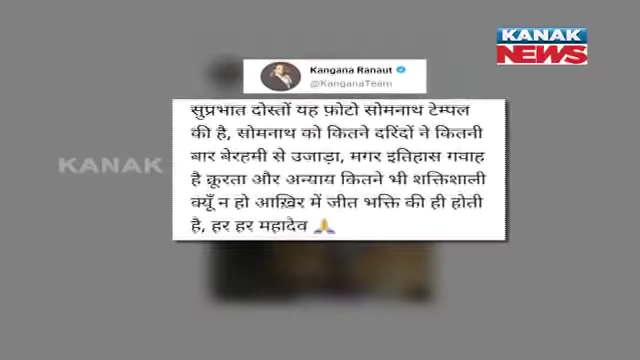 KANAK
NEWS
Kangana Ranaut
@KanganaTeam
सुप्रभात दोस्तों यह फ़ोटो सोमनाथ टेम्पल
की है, सोमनाथ को कितने दरिंदों ने कितनी
बार बेरहमी से उजाड़ा, मगर इतिहास गवाह
है क्रूरता और अन्याय कितने भी शक्तिशाली
क्यूँ न हो आख़िर में जीत भक्ति की ही होती
है, हर हर महादेव 🙏
KANAK
KANAK